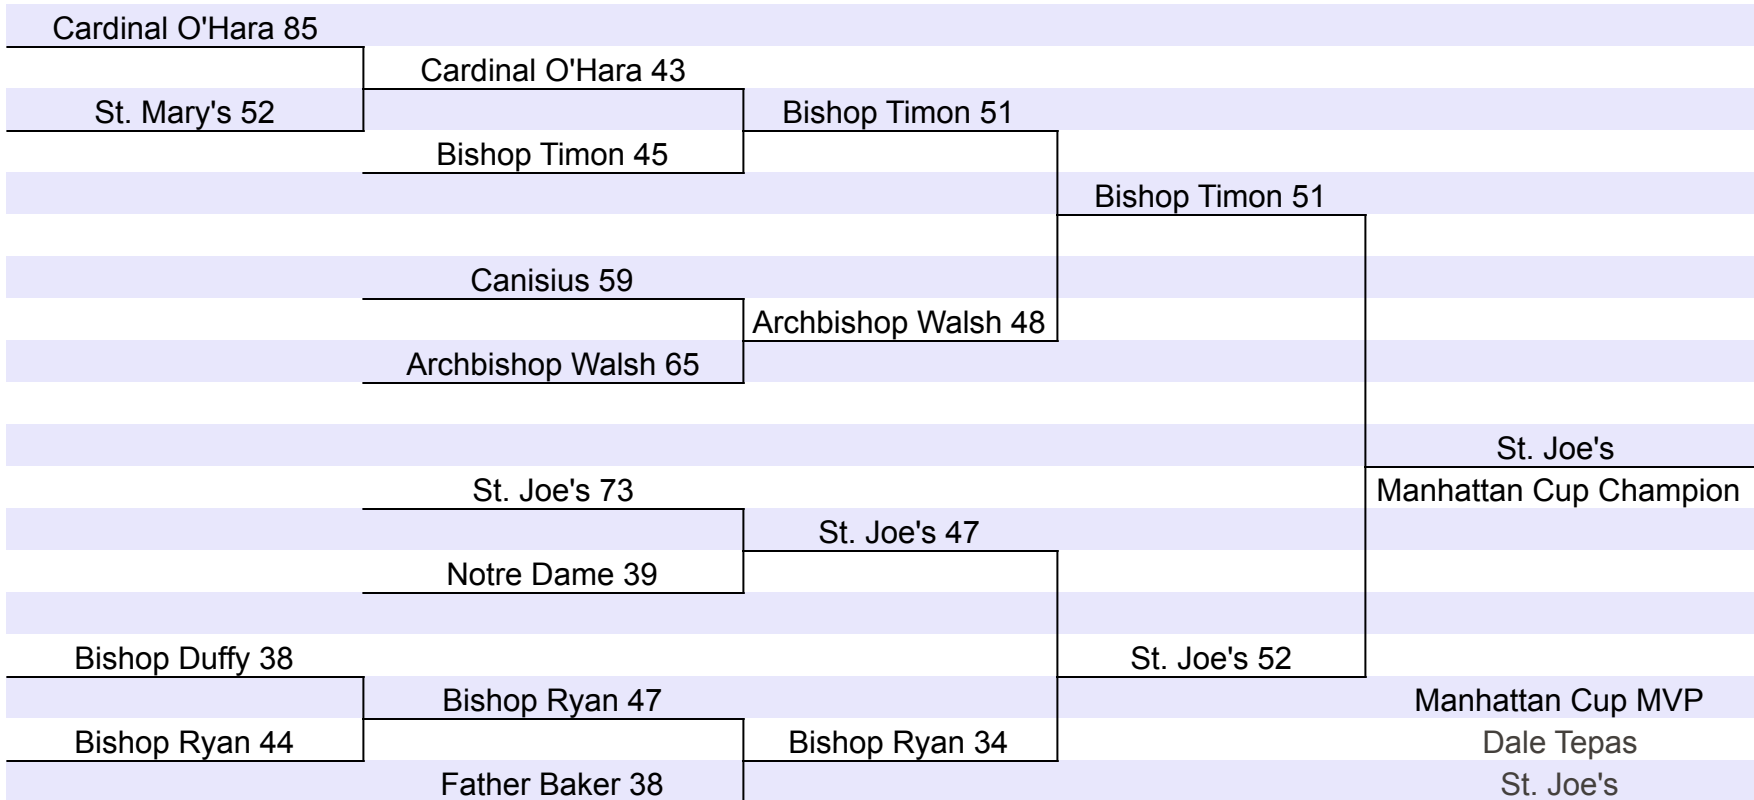 Cardinal O'Hara 85
Cardinal O'Hara 43
St. Mary's 52 Bishop Timon 51
Bishop Timon 45
Bishop Timon 51
Canisius 59
Archbishop Walsh 48
Archbishop Walsh 65
St. Joe's
St. Joe's 73 Manhattan Cup Champion
St. Joe's 47
Notre Dame 39
Bishop Duffy 38 St. Joe's 52
Bishop Ryan 47 Manhattan Cup MVP
Bishop Ryan 44 Bishop Ryan 34 Dale Tepas
Father Baker 38 St. Joe's